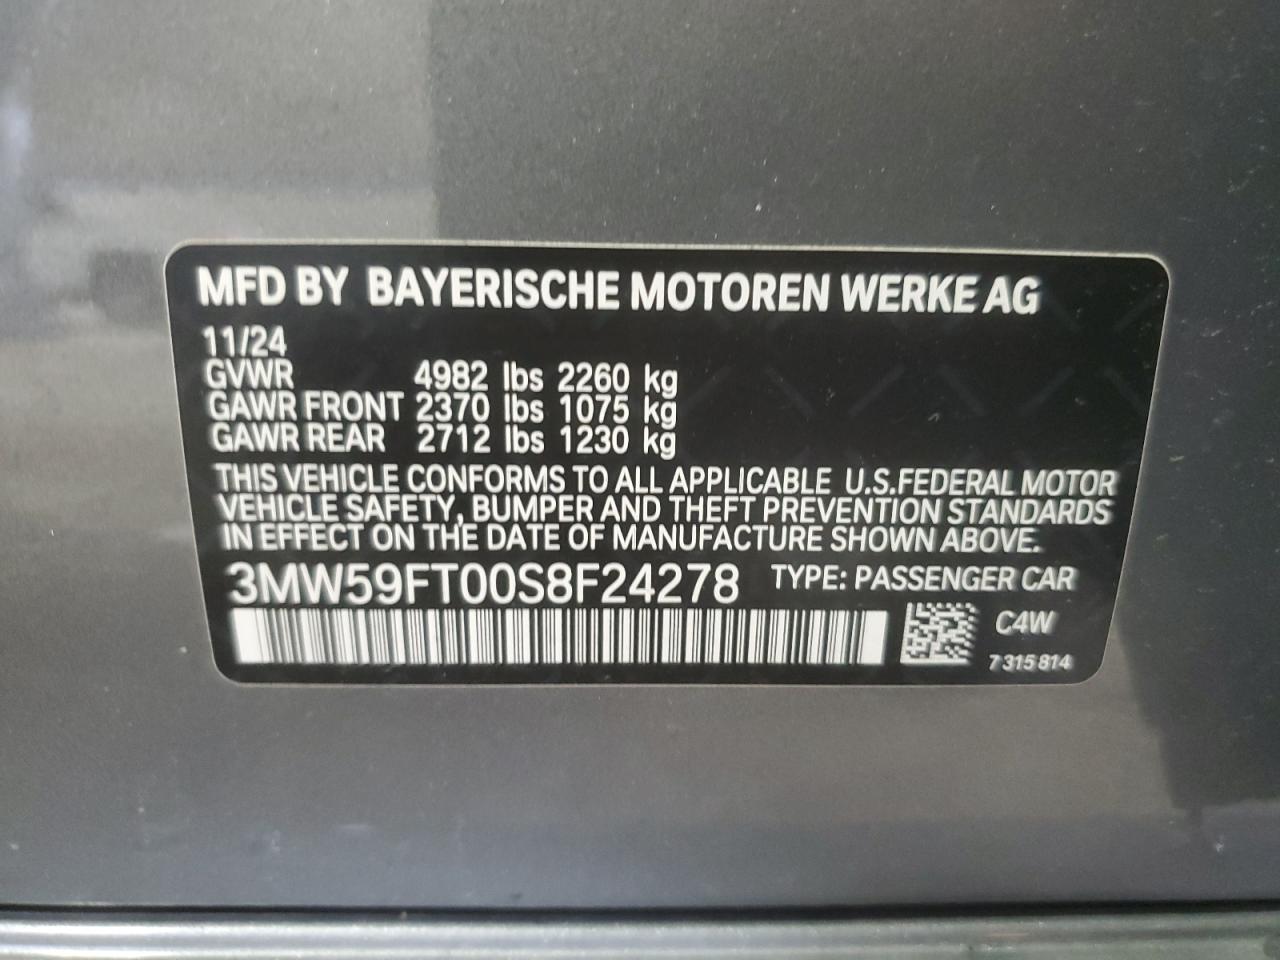 MFD BY BAYERISCHE MOTOREN WERKE AG
11/24
GVWR 4982 lbs 2260 kg
GAWR FRONT 2370 lbs 1075 kg
GAWR REAR 2712 lbs 1230 kg
THIS VEHICLE CONFORMS TO ALL APPLICABLE U.S.FEDERAL MOTOR
VEHICLE SAFETY, BUMPER AND THEFT PREVENTION STANDARDS
IN EFFECT ON THE DATE OF MANUFACTURE SHOWN ABOVE.
3MW59FT00S8F24278 TYPE: PASSENGER CAR
C4W
7 315 814